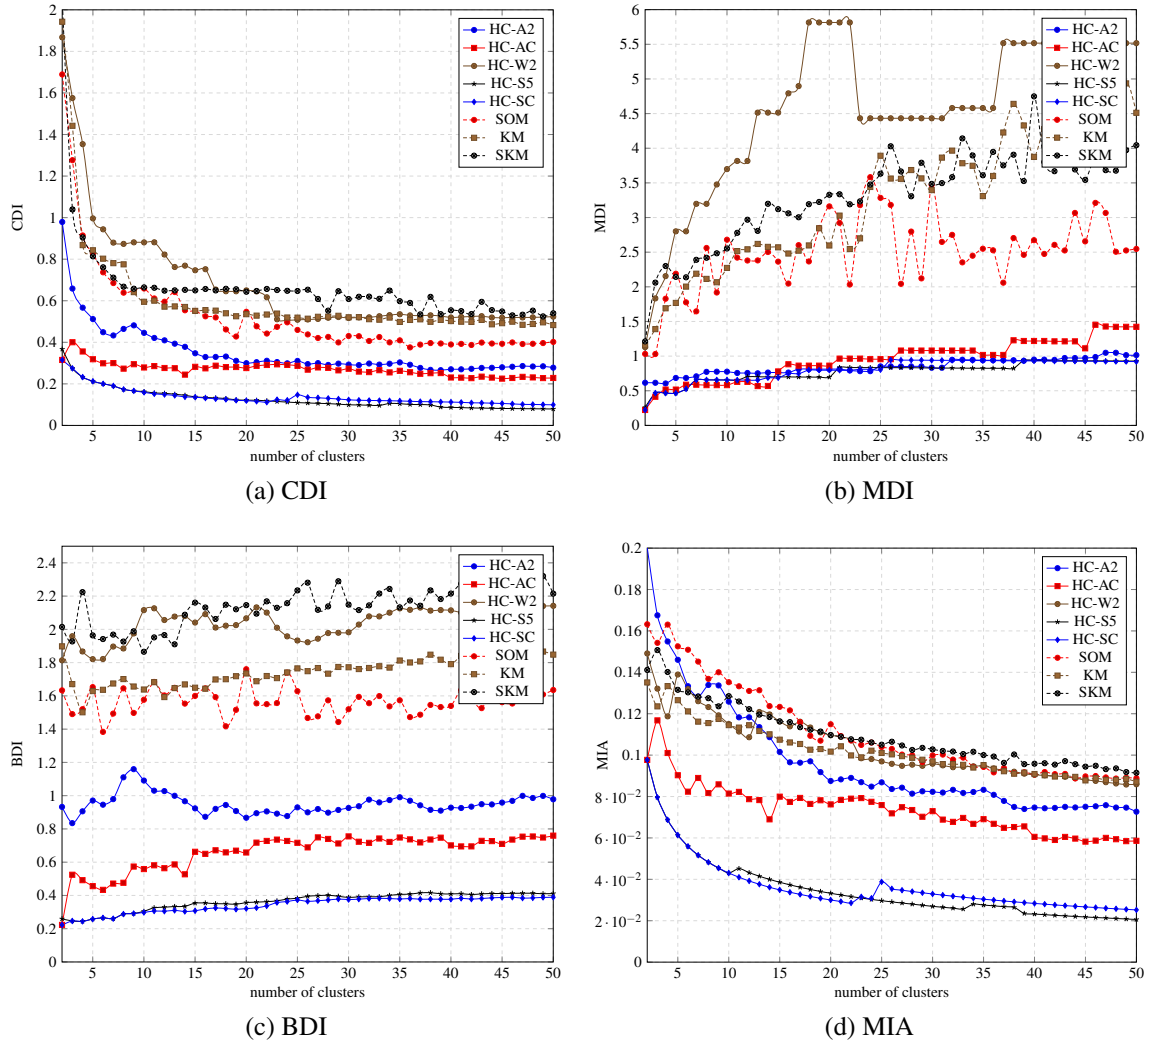 2
1.8
1.6
1.4
1.2
1
0.8
0.6
0.4
0.2
0
CDI
5 10 15 20 25 30 35 40 45 50
number of clusters
HC-A2
HC-AC
HC-W2
HC-S5
HC-SC
SOM
KM
SKM
(a) CDI
6
5.5
5
4.5
4
3.5
3
2.5
2
1.5
1
0.5
0
MDI
5 10 15 20 25 30 35 40 45 50
number of clusters
HC-A2
HC-AC
HC-W2
HC-S5
HC-SC
SOM
KM
SKM
(b) MDI
2.4
2.2
2
1.8
1.6
1.4
1.2
1
0.8
0.6
0.4
0.2
0
BDI
5 10 15 20 25 30 35 40 45 50
number of clusters
HC-A2
HC-AC
HC-W2
HC-S5
HC-SC
SOM
KM
SKM
(c) BDI
0.2
0.18
0.16
0.14
0.12
0.1
8 · 10⁻²
6 · 10⁻²
4 · 10⁻²
2 · 10⁻²
MIA
5 10 15 20 25 30 35 40 45 50
number of clusters
HC-A2
HC-AC
HC-W2
HC-S5
HC-SC
SOM
KM
SKM
(d) MIA